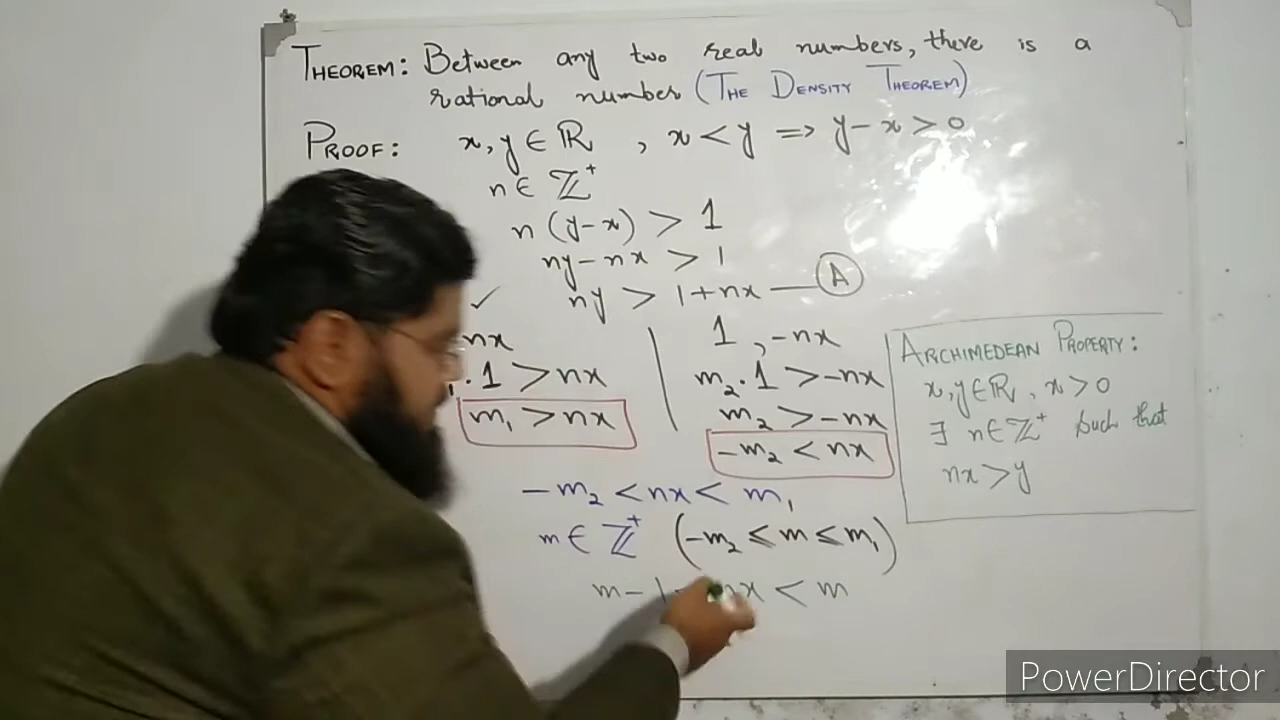 THEOREM: Between any two real numbers, there is a
rational number (THE DENSITY THEOREM)
PROOF: x, y ∈ ℝ , x < y ⇒ y - x > 0
n ∈ ℤ⁺
n (y-x) > 1
ny - nx > 1
✓ ny > 1 + nx — Ⓐ
nx
. 1 > nx
m₁ > nx
1 , -nx
m₂ . 1 > -nx
m₂ > -nx
-m₂ < nx
-m₂ < nx < m₁
m ∈ ℤ⁺ (-m₂ ≤ m ≤ m₁)
m - 1 nx < m
ARCHIMEDEAN PROPERTY:
x, y ∈ ℝ , x > 0
∃ n ∈ ℤ⁺ such that
nx > y
PowerDirector